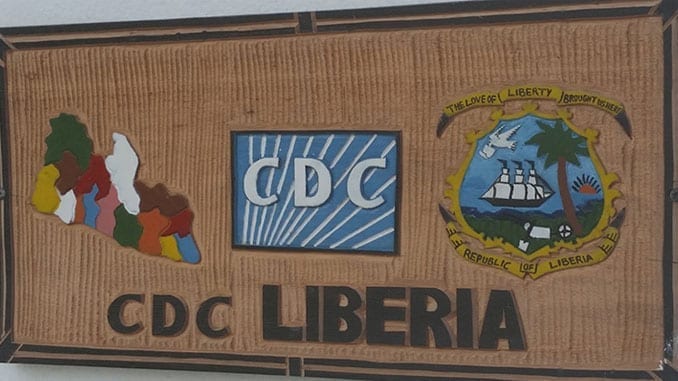 CDC
THE LOVE OF LIBERTY BROUGHT US HERE
REPUBLIC OF LIBERIA
CDC LIBERIA